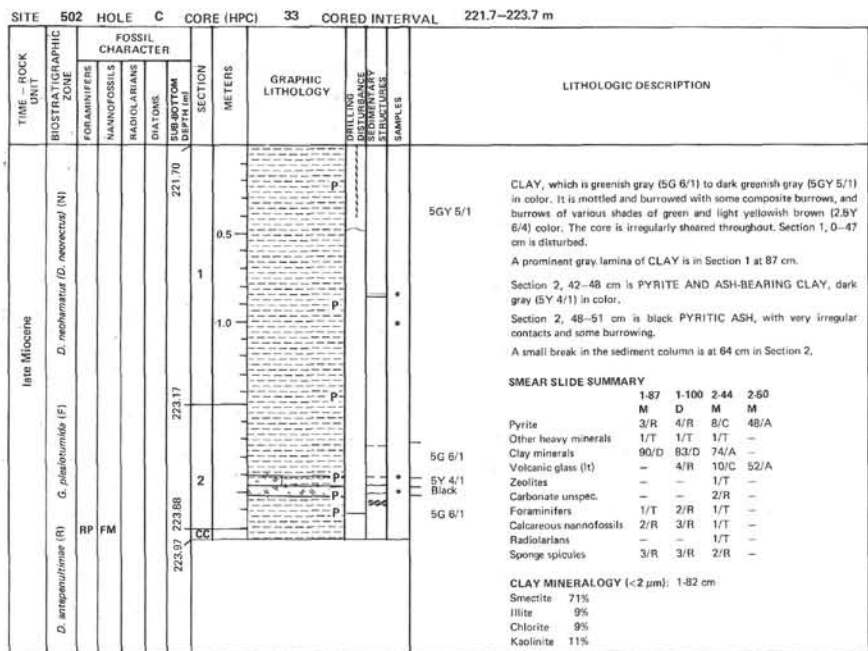 SITE 502 HOLE C CORE (HPC) 33 CORED INTERVAL 221.7–223.7 m
TIME – ROCK UNIT
BIOSTRATIGRAPHIC ZONE
FOSSIL CHARACTER
FORAMINIFERS
NANNOFOSSILS
RADIOLARIANS
DIATOMS
SUB-BOTTOM DEPTH (m)
SECTION
METERS
GRAPHIC LITHOLOGY
DRILLING DISTURBANCE
SEDIMENTARY STRUCTURES
SAMPLES
LITHOLOGIC DESCRIPTION
late Miocene
D. neohamatus (D. neorectus) (N)
G. plesiotumida (F)
D. antepenultimae (R)
RP FM
221.70
223.17
223.88
223.97
1
2
CC
0.5
1.0
P
P
P
P
P
P
*
*
*
*
5GY 5/1
5G 6/1
5Y 4/1
Black
5G 6/1
CLAY, which is greenish gray (5G 6/1) to dark greenish gray (5GY 5/1)
in color. It is mottled and burrowed with some composite burrows, and
burrows of various shades of green and light yellowish brown (2.5Y
6/4) color. The core is irregularly sheared throughout. Section 1, 0–47
cm is disturbed.
A prominent gray lamina of CLAY is in Section 1 at 87 cm.
Section 2, 42–48 cm is PYRITE AND ASH-BEARING CLAY, dark
gray (5Y 4/1) in color.
Section 2, 48–51 cm is black PYRITIC ASH, with very irregular
contacts and some burrowing.
A small break in the sediment column is at 64 cm in Section 2.
SMEAR SLIDE SUMMARY
1-87 1-100 2-44 2-50
M D M M
Pyrite 3/R 4/R 8/C 48/A
Other heavy minerals 1/T 1/T 1/T –
Clay minerals 90/D 83/D 74/A –
Volcanic glass (lt) – 4/R 10/C 52/A
Zeolites – – 1/T –
Carbonate unspec. – – 2/R –
Foraminifers 1/T 2/R 1/T –
Calcareous nannofossils 2/R 3/R 1/T –
Radiolarians – – 1/T –
Sponge spicules 3/R 3/R 2/R –
CLAY MINERALOGY (<2 μm): 1-82 cm
Smectite 71%
Illite 9%
Chlorite 9%
Kaolinite 11%